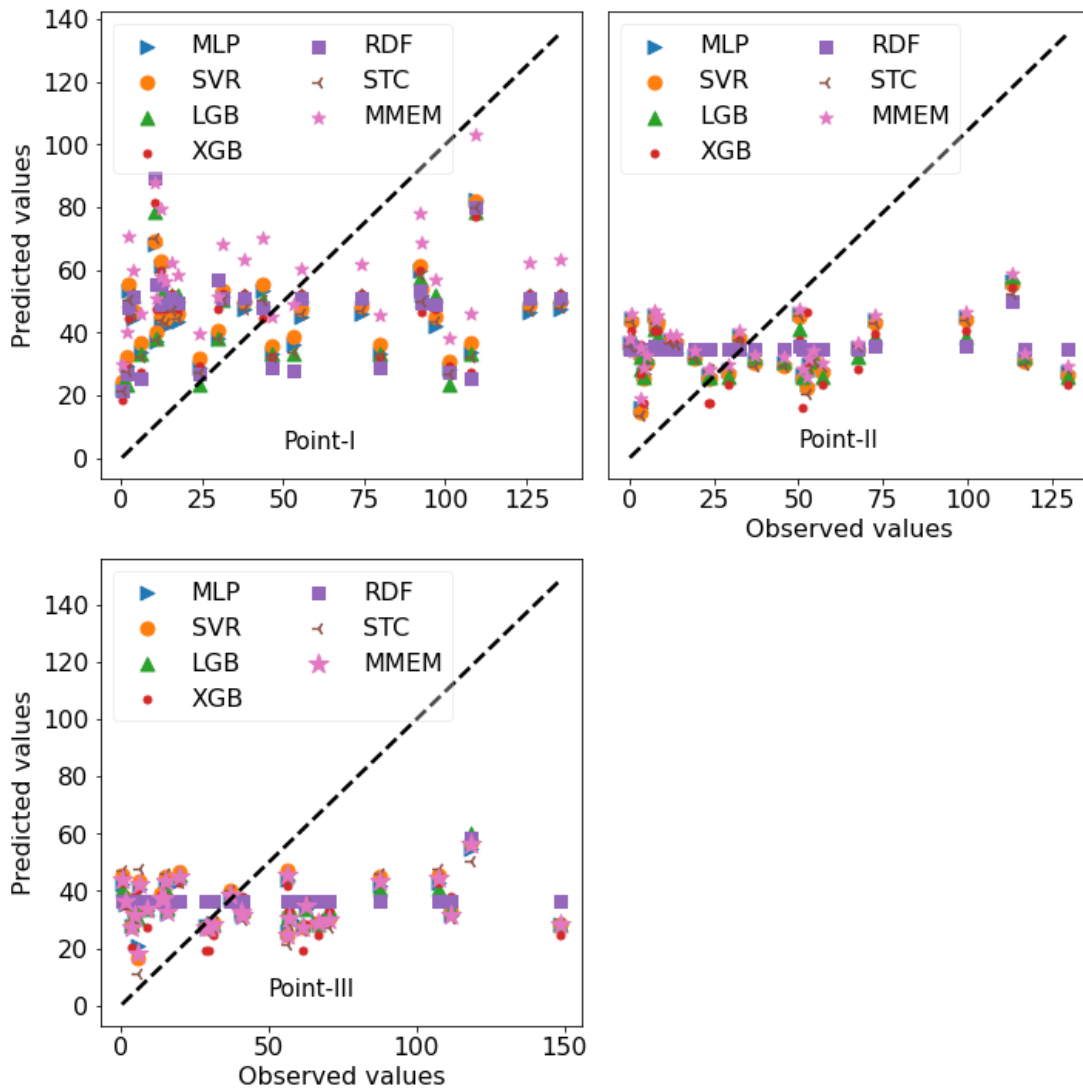 140
120
100
80
60
40
20
0
Predicted values
MLP RDF
SVR STC
LGB MMEM
XGB
Point-I
0 25 50 75 100 125
MLP RDF
SVR STC
LGB MMEM
XGB
Point-II
0 25 50 75 100 125
Observed values
140
120
100
80
60
40
20
0
Predicted values
MLP RDF
SVR STC
LGB MMEM
XGB
Point-III
0 50 100 150
Observed values